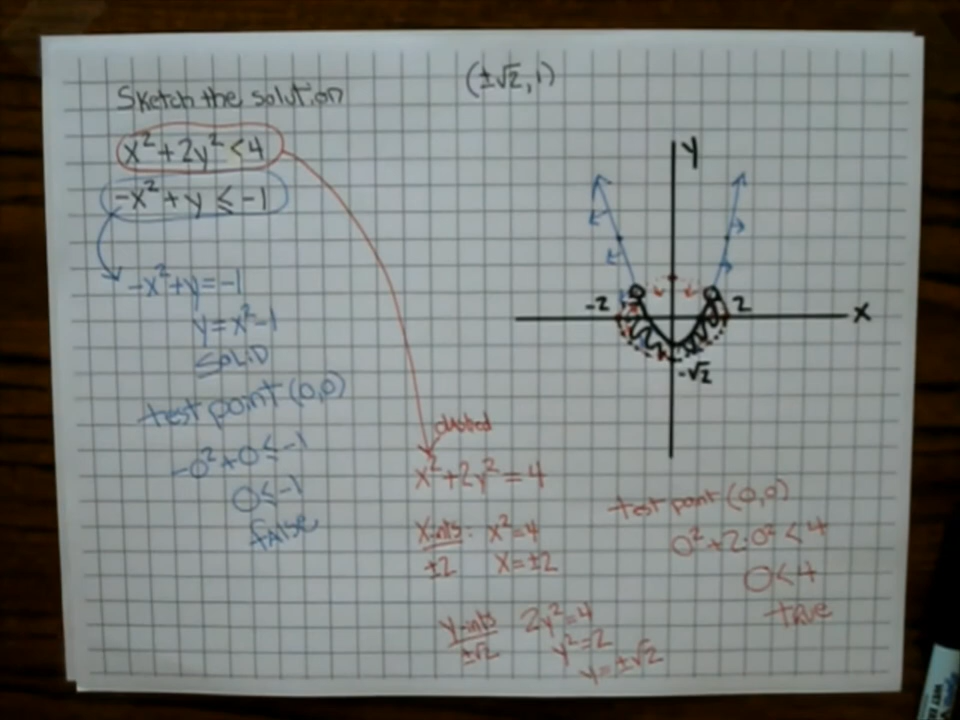 Sketch the solution
(±√2, 1)
x² + 2y² < 4
-x² + y ≤ -1
-x² + y = -1
y = x² - 1
SOLID
test point (0,0)
-0² + 0 ≤ -1
0 ≤ -1
false
Y
-2
2
X
-√2
dotted
x² + 2y² = 4
X-ints: x² = 4
±2 x = ±2
y-ints 2y² = 4
±√2 y² = 2
y = ±√2
test point (0,0)
0² + 2·0² < 4
0 < 4
true